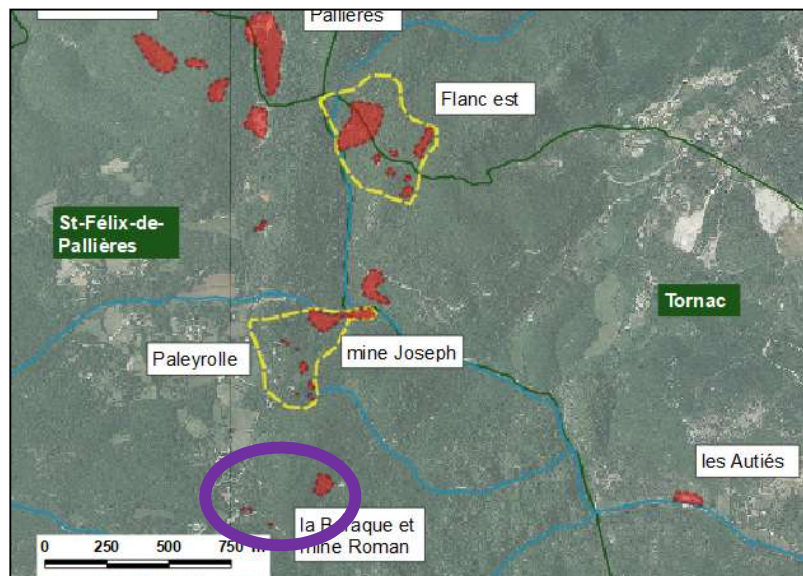 Pallières
Flanc est
St-Félix-de-
Pallières
Tornac
Paleyrolle
mine Joseph
les Autiés
la Baraque et
mine Roman
0 250 500 750 m